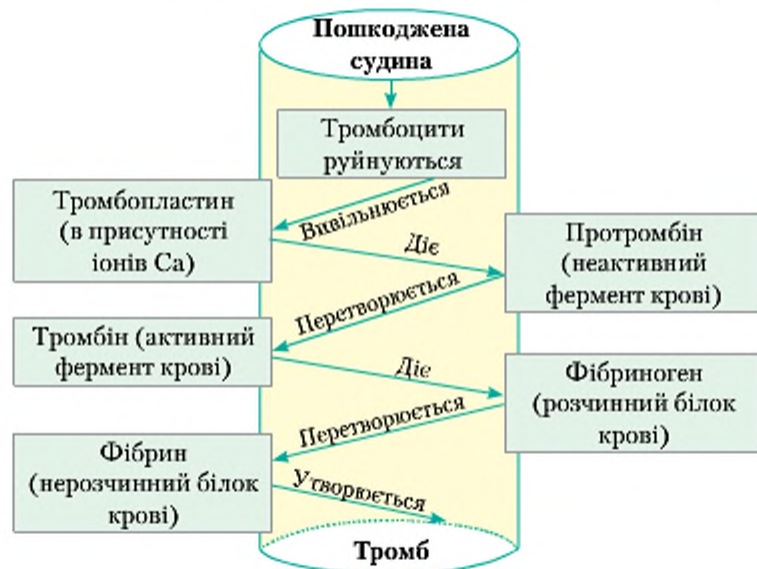 Пошкоджена
судина
Тромбоцити
руйнуються
Вивільнюється
Тромбопластин
(в присутності
іонів Са)
Діє
Протромбін
(неактивний
фермент крові)
Перетворюється
Тромбін (активний
фермент крові)
Діє
Фібриноген
(розчинний білок
крові)
Перетворюється
Фібрин
(нерозчинний білок
крові)
Утворюється
Тромб